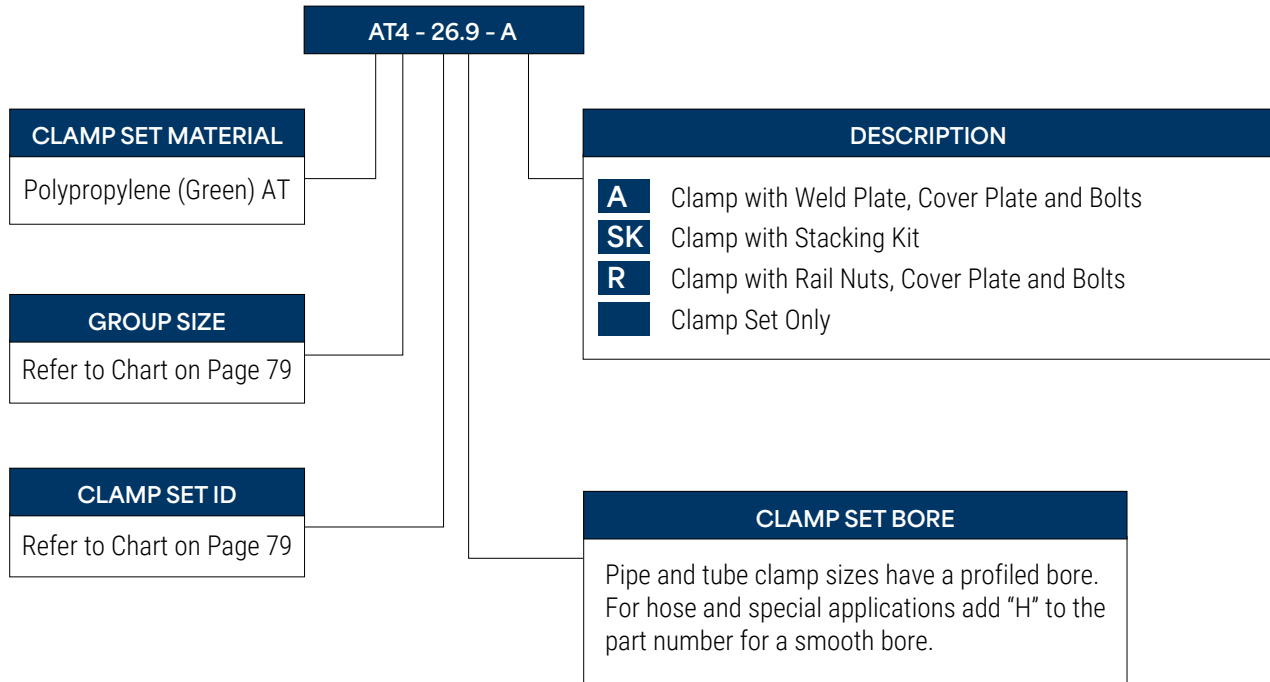 AT4 - 26.9 - A
CLAMP SET MATERIAL
Polypropylene (Green) AT
GROUP SIZE
Refer to Chart on Page 79
CLAMP SET ID
Refer to Chart on Page 79
DESCRIPTION
A Clamp with Weld Plate, Cover Plate and Bolts
SK Clamp with Stacking Kit
R Clamp with Rail Nuts, Cover Plate and Bolts
Clamp Set Only
CLAMP SET BORE
Pipe and tube clamp sizes have a profiled bore.
For hose and special applications add “H” to the
part number for a smooth bore.